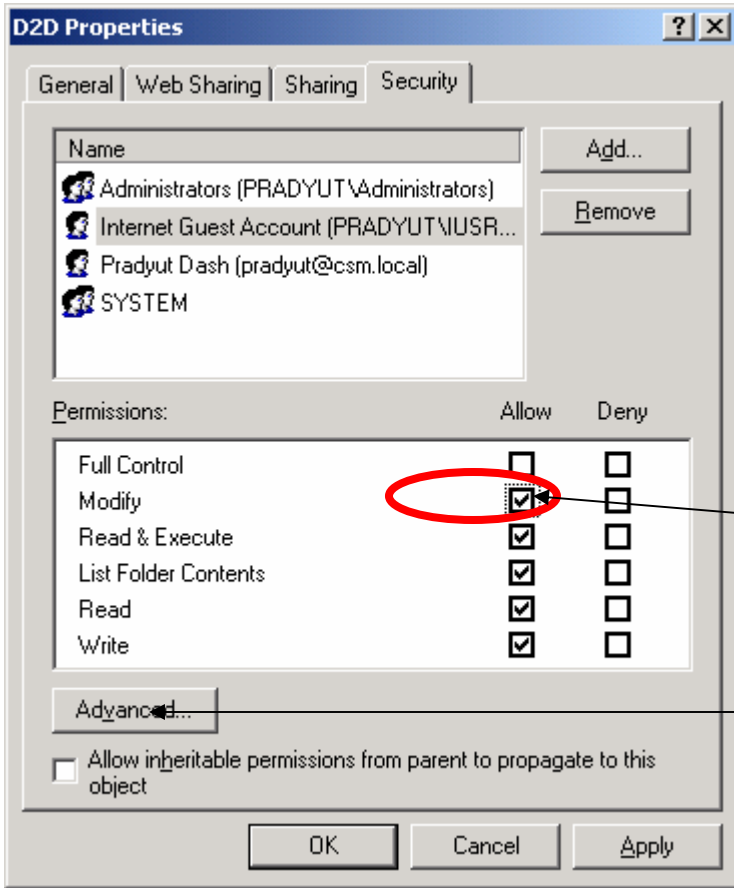 D2D Properties
General Web Sharing Sharing Security
Name
Administrators (PRADYUT\Administrators)
Internet Guest Account (PRADYUT\IUSR...
Pradyut Dash (pradyut@csm.local)
SYSTEM
Add...
Remove
Permissions: Allow Deny
Full Control
Modify
Read & Execute
List Folder Contents
Read
Write
Advanced...
Allow inheritable permissions from parent to propagate to this
object
OK Cancel Apply